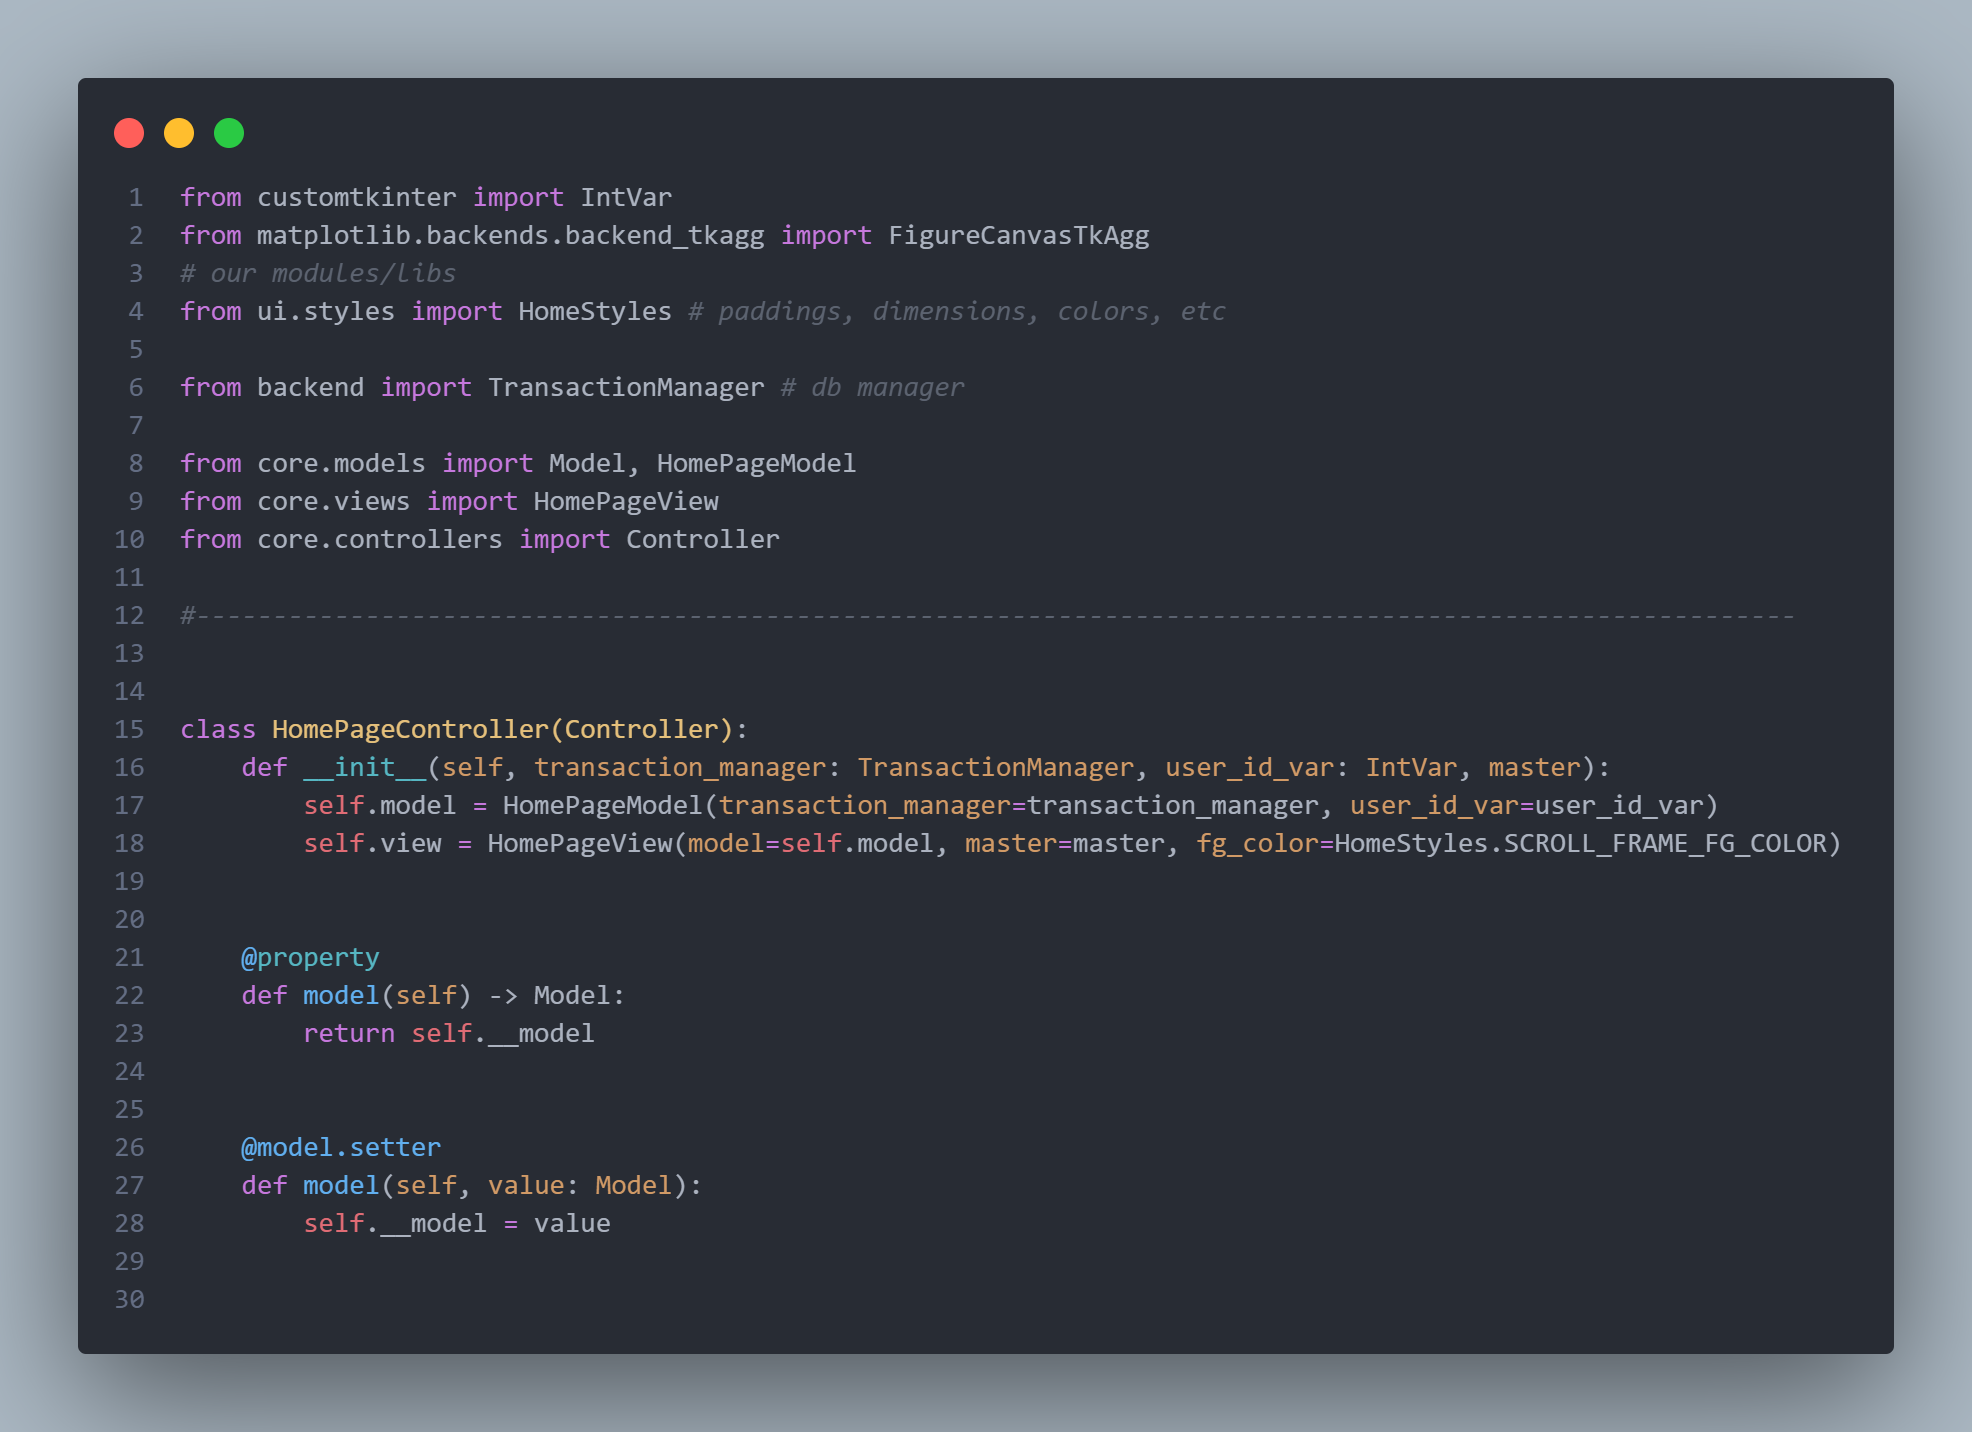 1 from customtkinter import IntVar
2 from matplotlib.backends.backend_tkagg import FigureCanvasTkAgg
3 # our modules/libs
4 from ui.styles import HomeStyles # paddings, dimensions, colors, etc
5
6 from backend import TransactionManager # db manager
7
8 from core.models import Model, HomePageModel
9 from core.views import HomePageView
10 from core.controllers import Controller
11
12 #--------------------------------------------------------------------------------------------------------
13
14
15 class HomePageController(Controller):
16     def __init__(self, transaction_manager: TransactionManager, user_id_var: IntVar, master):
17         self.model = HomePageModel(transaction_manager=transaction_manager, user_id_var=user_id_var)
18         self.view = HomePageView(model=self.model, master=master, fg_color=HomeStyles.SCROLL_FRAME_FG_COLOR)
19
20
21     @property
22     def model(self) -> Model:
23         return self.__model
24
25
26     @model.setter
27     def model(self, value: Model):
28         self.__model = value
29
30